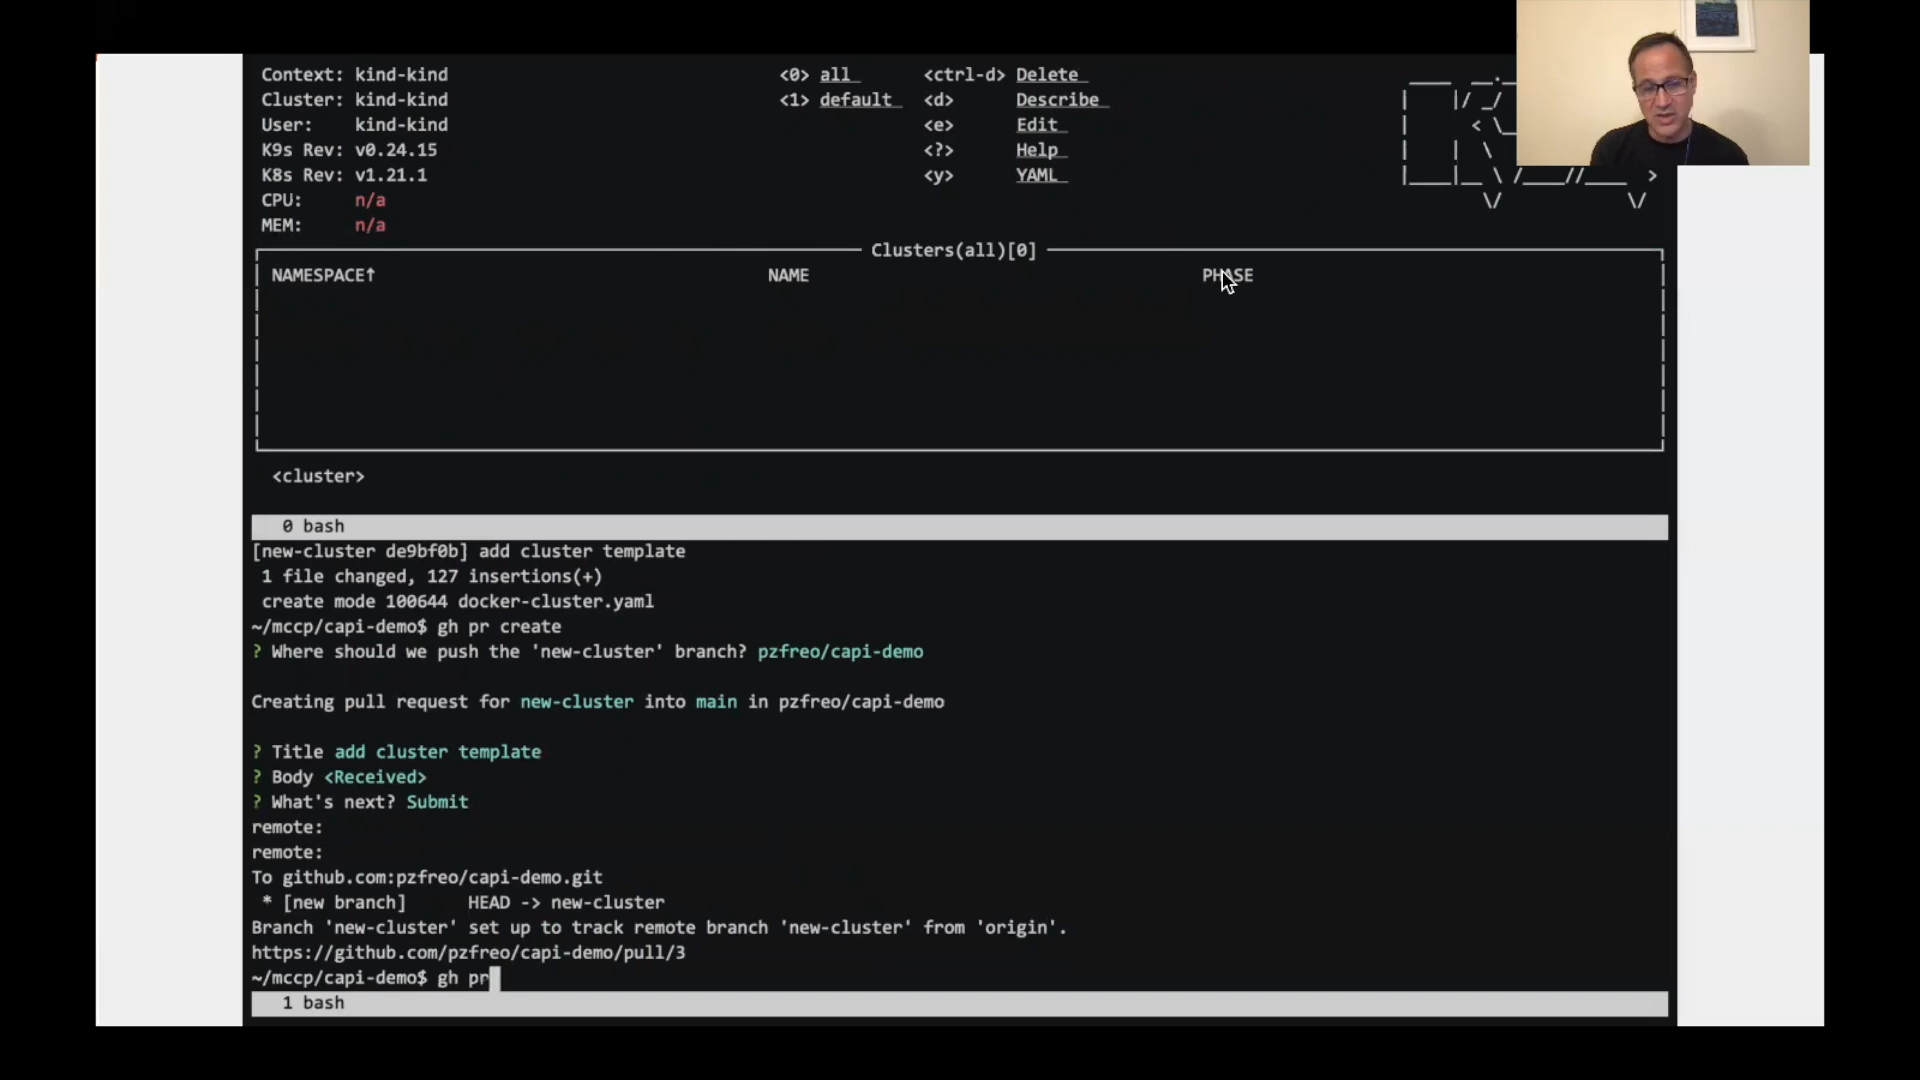 Context: kind-kind <0> all <ctrl-d> Delete
Cluster: kind-kind <1> default <d> Describe
User: kind-kind <e> Edit
K9s Rev: v0.24.15 <?> Help
K8s Rev: v1.21.1 <y> YAML
CPU: n/a
MEM: n/a
Clusters(all)[0]
NAMESPACE↑ NAME PHASE
<cluster>
0 bash
[new-cluster de9bf0b] add cluster template
1 file changed, 127 insertions(+)
create mode 100644 docker-cluster.yaml
~/mccp/capi-demo$ gh pr create
? Where should we push the 'new-cluster' branch? pzfreo/capi-demo
Creating pull request for new-cluster into main in pzfreo/capi-demo
? Title add cluster template
? Body <Received>
? What's next? Submit
remote:
remote:
To github.com:pzfreo/capi-demo.git
* [new branch] HEAD -> new-cluster
Branch 'new-cluster' set up to track remote branch 'new-cluster' from 'origin'.
https://github.com/pzfreo/capi-demo/pull/3
~/mccp/capi-demo$ gh pr
1 bash